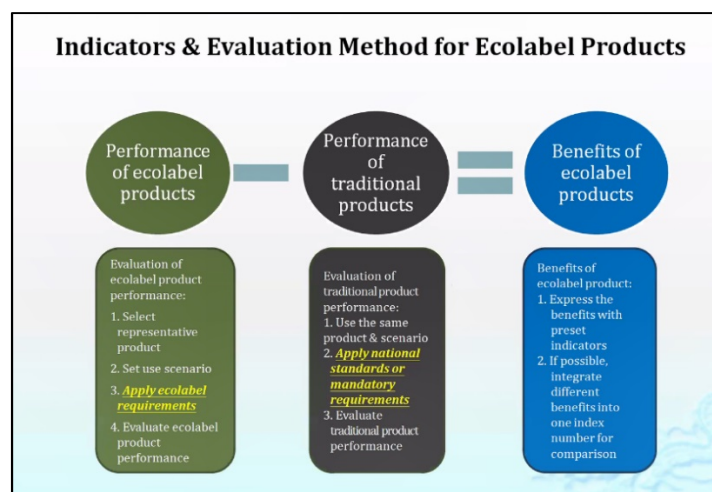 Indicators & Evaluation Method for Ecolabel Products
Performance
of ecolabel
products
Performance
of
traditional
products
Benefits of
ecolabel
products
Evaluation of
ecolabel product
performance:
1. Select
representative
product
2. Set use scenario
3. Apply ecolabel
requirements
4. Evaluate ecolabel
product
performance
Evaluation of
traditional product
performance:
1. Use the same
product & scenario
2. Apply national
standards or
mandatory
requirements
3. Evaluate
traditional product
performance
Benefits of
ecolabel product:
1. Express the
benefits with
preset
indicators
2. If possible,
integrate
different
benefits into
one index
number for
comparison